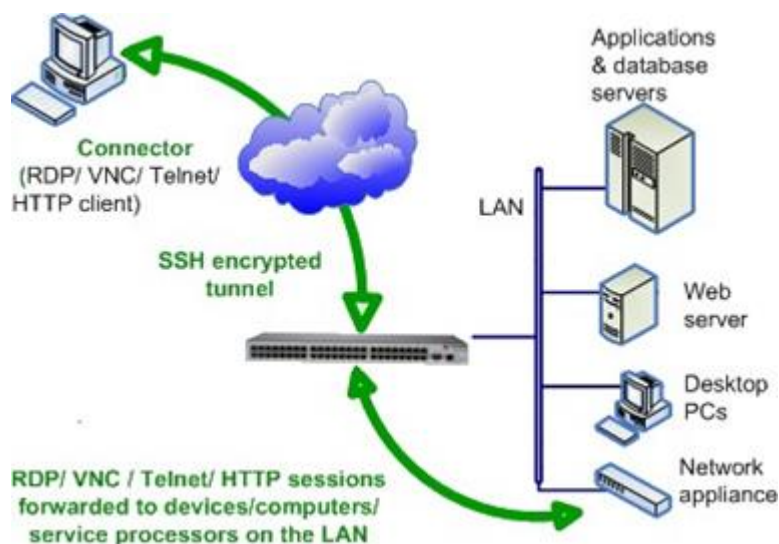 Applications
& database
servers
Connector
(RDP/ VNC/ Telnet/
HTTP client)
LAN
SSH encrypted
tunnel
Web
server
Desktop
PCs
Network
appliance
RDP/ VNC / Telnet/ HTTP sessions
forwarded to devices/computers/
service processors on the LAN